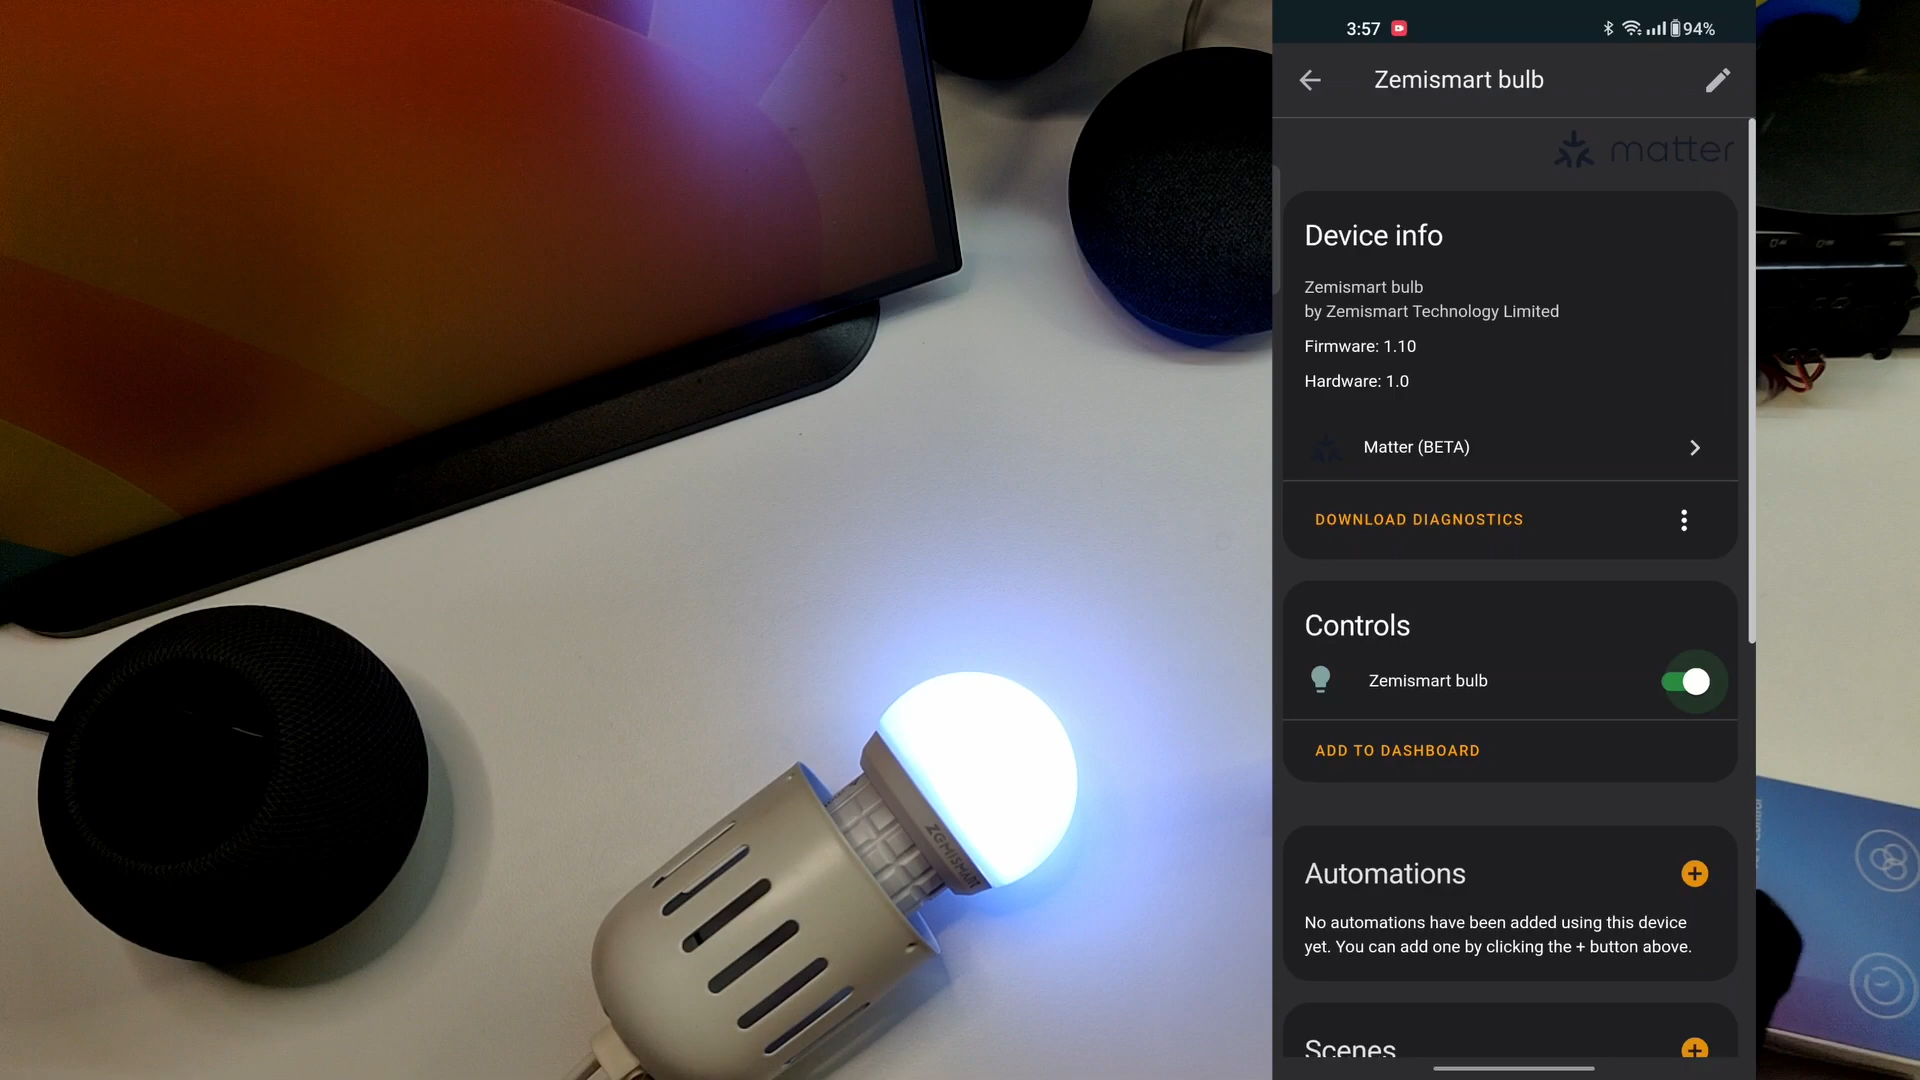 3:57
94%
Zemismart bulb
matter
Device info
Zemismart bulb
by Zemismart Technology Limited
Firmware: 1.10
Hardware: 1.0
Matter (BETA)
DOWNLOAD DIAGNOSTICS
Controls
Zemismart bulb
ADD TO DASHBOARD
Automations
No automations have been added using this device
yet. You can add one by clicking the + button above.
Scenes
ZEMISMART